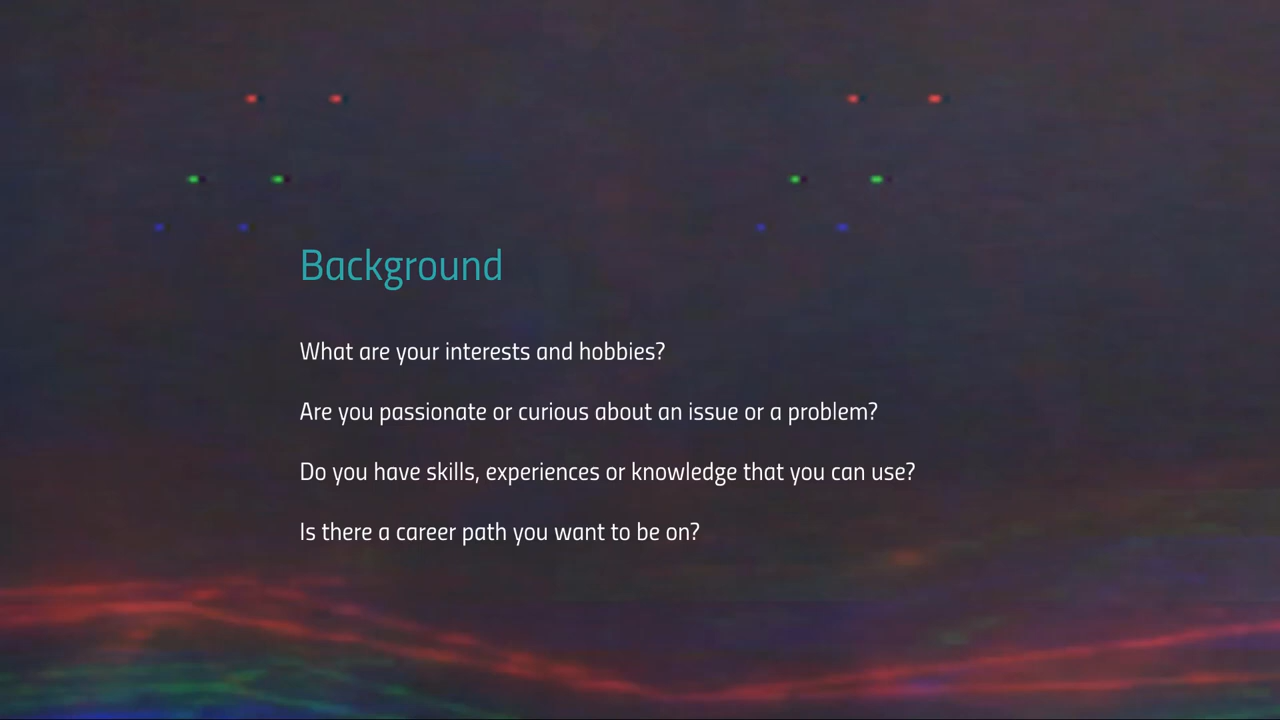 Background
What are your interests and hobbies?
Are you passionate or curious about an issue or a problem?
Do you have skills, experiences or knowledge that you can use?
Is there a career path you want to be on?